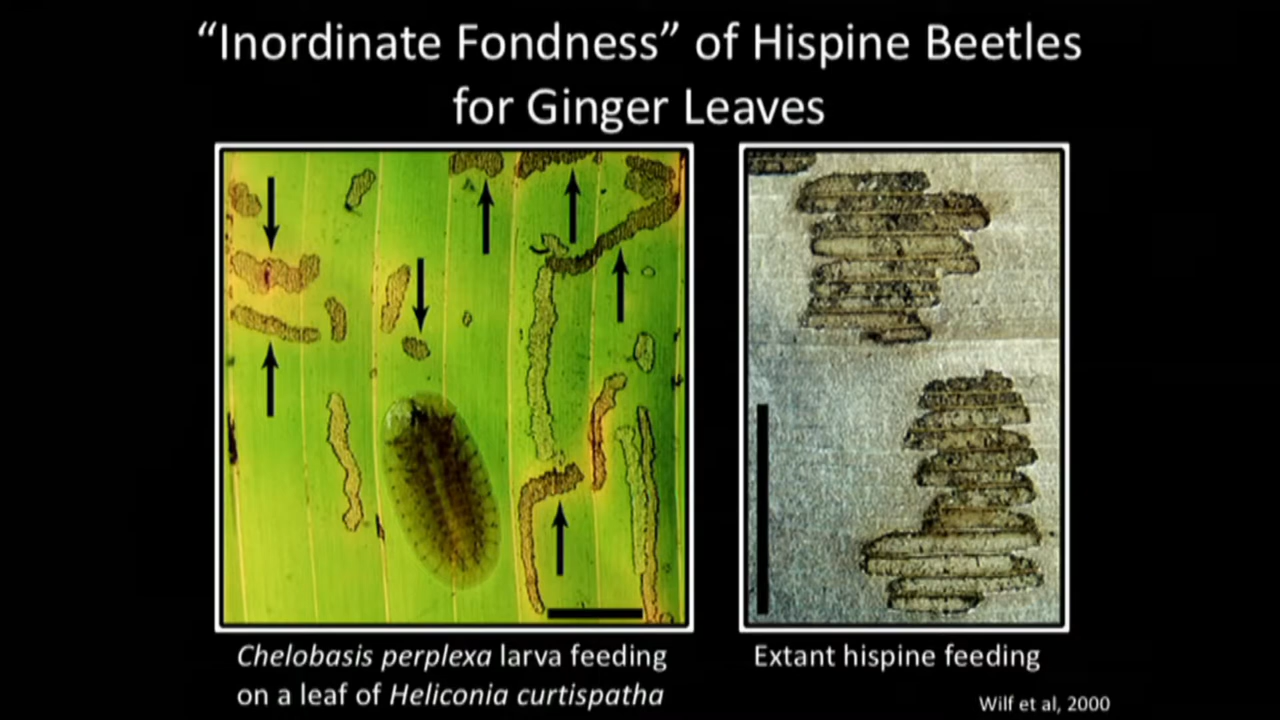 “Inordinate Fondness” of Hispine Beetles
for Ginger Leaves
Chelobasis perplexa larva feeding
on a leaf of Heliconia curtispatha
Extant hispine feeding
Wilf et al, 2000